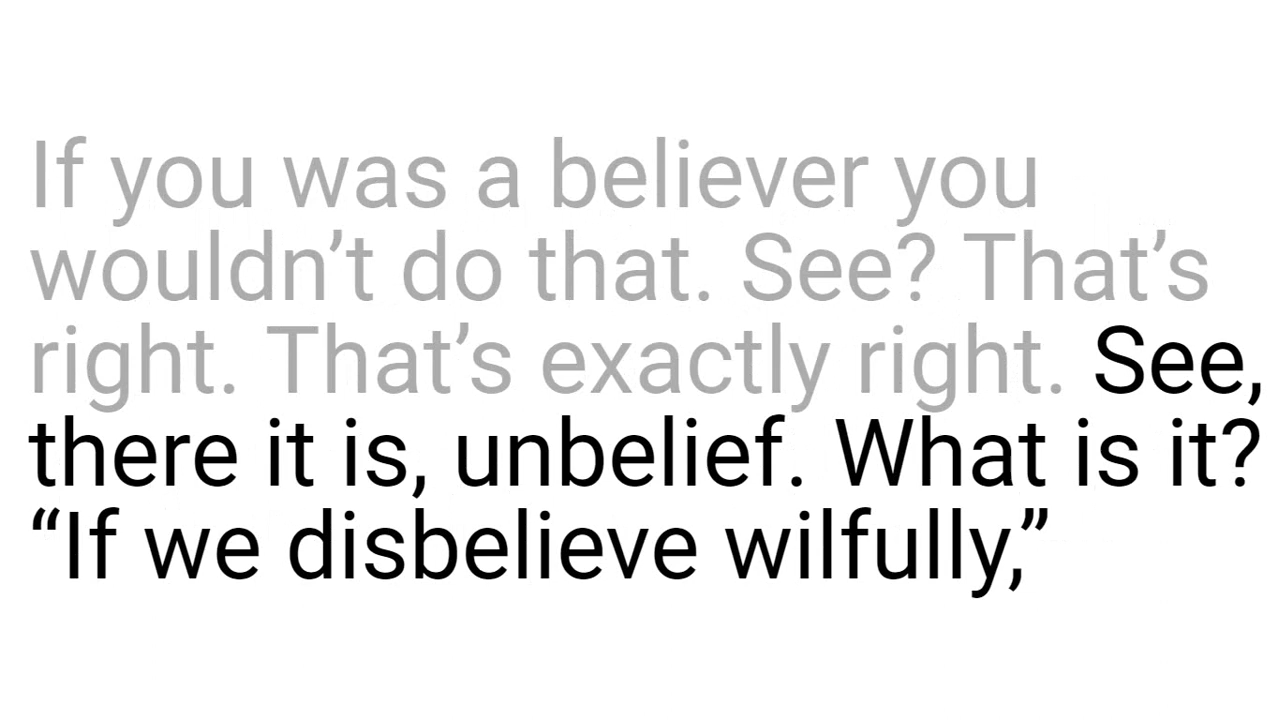 If you was a believer you
wouldn’t do that. See? That’s
right. That’s exactly right. See,
there it is, unbelief. What is it?
“If we disbelieve wilfully,”